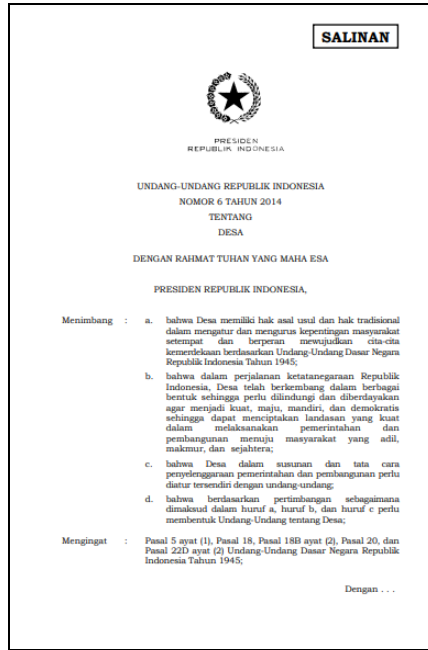 SALINAN
PRESIDEN
REPUBLIK INDONESIA
UNDANG-UNDANG REPUBLIK INDONESIA
NOMOR 6 TAHUN 2014
TENTANG
DESA
DENGAN RAHMAT TUHAN YANG MAHA ESA
PRESIDEN REPUBLIK INDONESIA,
Menimbang : a. bahwa Desa memiliki hak asal usul dan hak tradisional
dalam mengatur dan mengurus kepentingan masyarakat
setempat dan berperan mewujudkan cita-cita
kemerdekaan berdasarkan Undang-Undang Dasar Negara
Republik Indonesia Tahun 1945;
b. bahwa dalam perjalanan ketatanegaraan Republik
Indonesia, Desa telah berkembang dalam berbagai
bentuk sehingga perlu dilindungi dan diberdayakan
agar menjadi kuat, maju, mandiri, dan demokratis
sehingga dapat menciptakan landasan yang kuat
dalam melaksanakan pemerintahan dan
pembangunan menuju masyarakat yang adil,
makmur, dan sejahtera;
c. bahwa Desa dalam susunan dan tata cara
penyelenggaraan pemerintahan dan pembangunan perlu
diatur tersendiri dengan undang-undang;
d. bahwa berdasarkan pertimbangan sebagaimana
dimaksud dalam huruf a, huruf b, dan huruf c perlu
membentuk Undang-Undang tentang Desa;
Mengingat : Pasal 5 ayat (1), Pasal 18, Pasal 18B ayat (2), Pasal 20, dan
Pasal 22D ayat (2) Undang-Undang Dasar Negara Republik
Indonesia Tahun 1945;
Dengan . . .